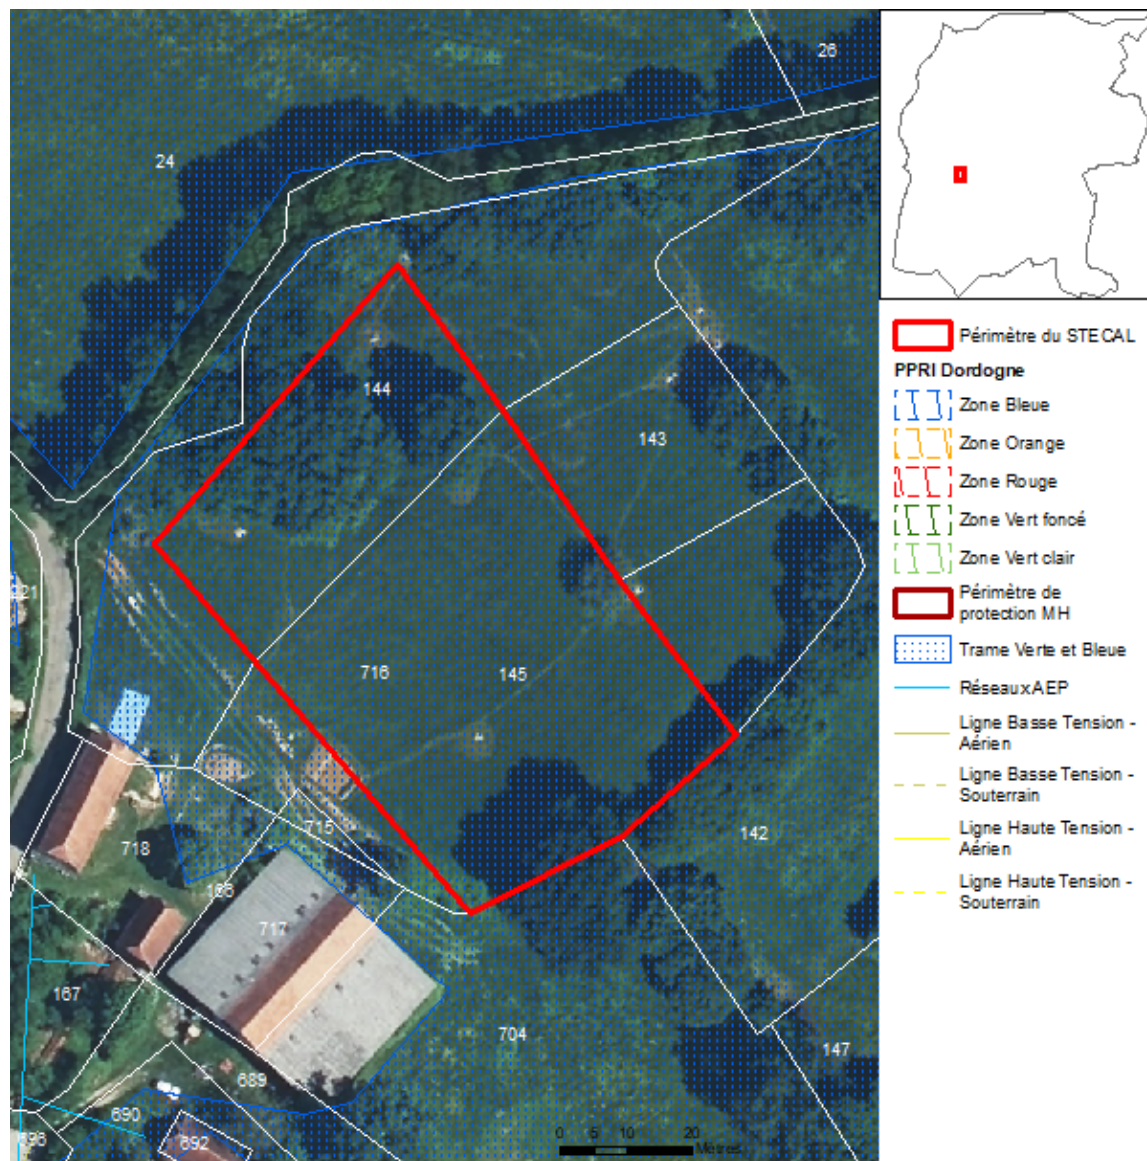 26
24
144
143
221
716
145
715
142
718
166
717
167
704
147
689
690
692
696
0 5 10 20
Mètres
Périmètre du STECAL
PPRI Dordogne
Zone Bleue
Zone Orange
Zone Rouge
Zone Vert foncé
Zone Vert clair
Périmètre de
protection MH
Trame Verte et Bleue
Réseaux AEP
Ligne Basse Tension -
Aérien
Ligne Basse Tension -
Souterrain
Ligne Haute Tension -
Aérien
Ligne Haute Tension -
Souterrain